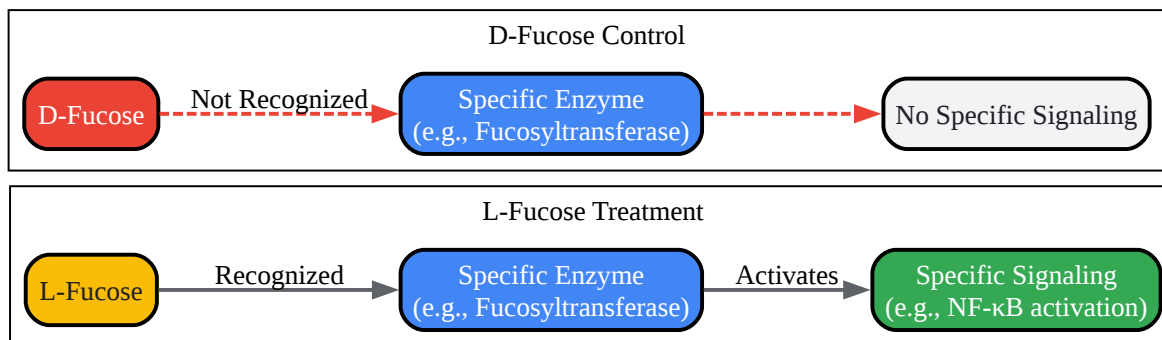 D-Fucose Control
D-Fucose
Not Recognized
Specific Enzyme
(e.g., Fucosyltransferase)
No Specific Signaling
L-Fucose Treatment
L-Fucose
Recognized
Specific Enzyme
(e.g., Fucosyltransferase)
Activates
Specific Signaling
(e.g., NF-κB activation)